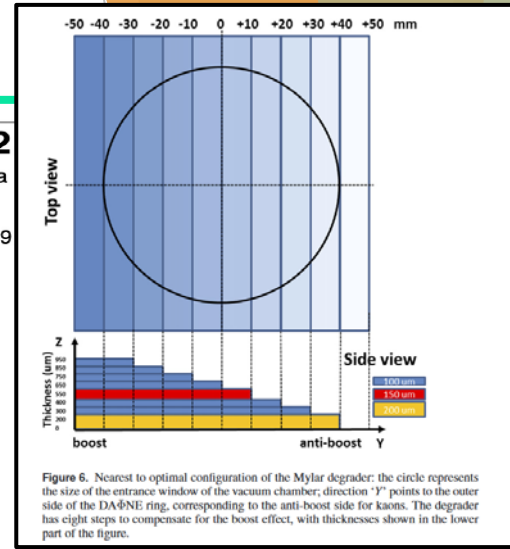 -50 -40 -30 -20 -10 0 +10 +20 +30 +40 +50 mm
2
a
9
Top view
Z
Side view
Thickness (um)
950
850
750
650
550
400
300
200
0
100 um
150 um
200 um
boost
anti-boost Y
Figure 6. Nearest to optimal configuration of the Mylar degrader: the circle represents
the size of the entrance window of the vacuum chamber; direction ‘Y’ points to the outer
side of the DAΦNE ring, corresponding to the anti-boost side for kaons. The degrader
has eight steps to compensate for the boost effect, with thicknesses shown in the lower
part of the figure.